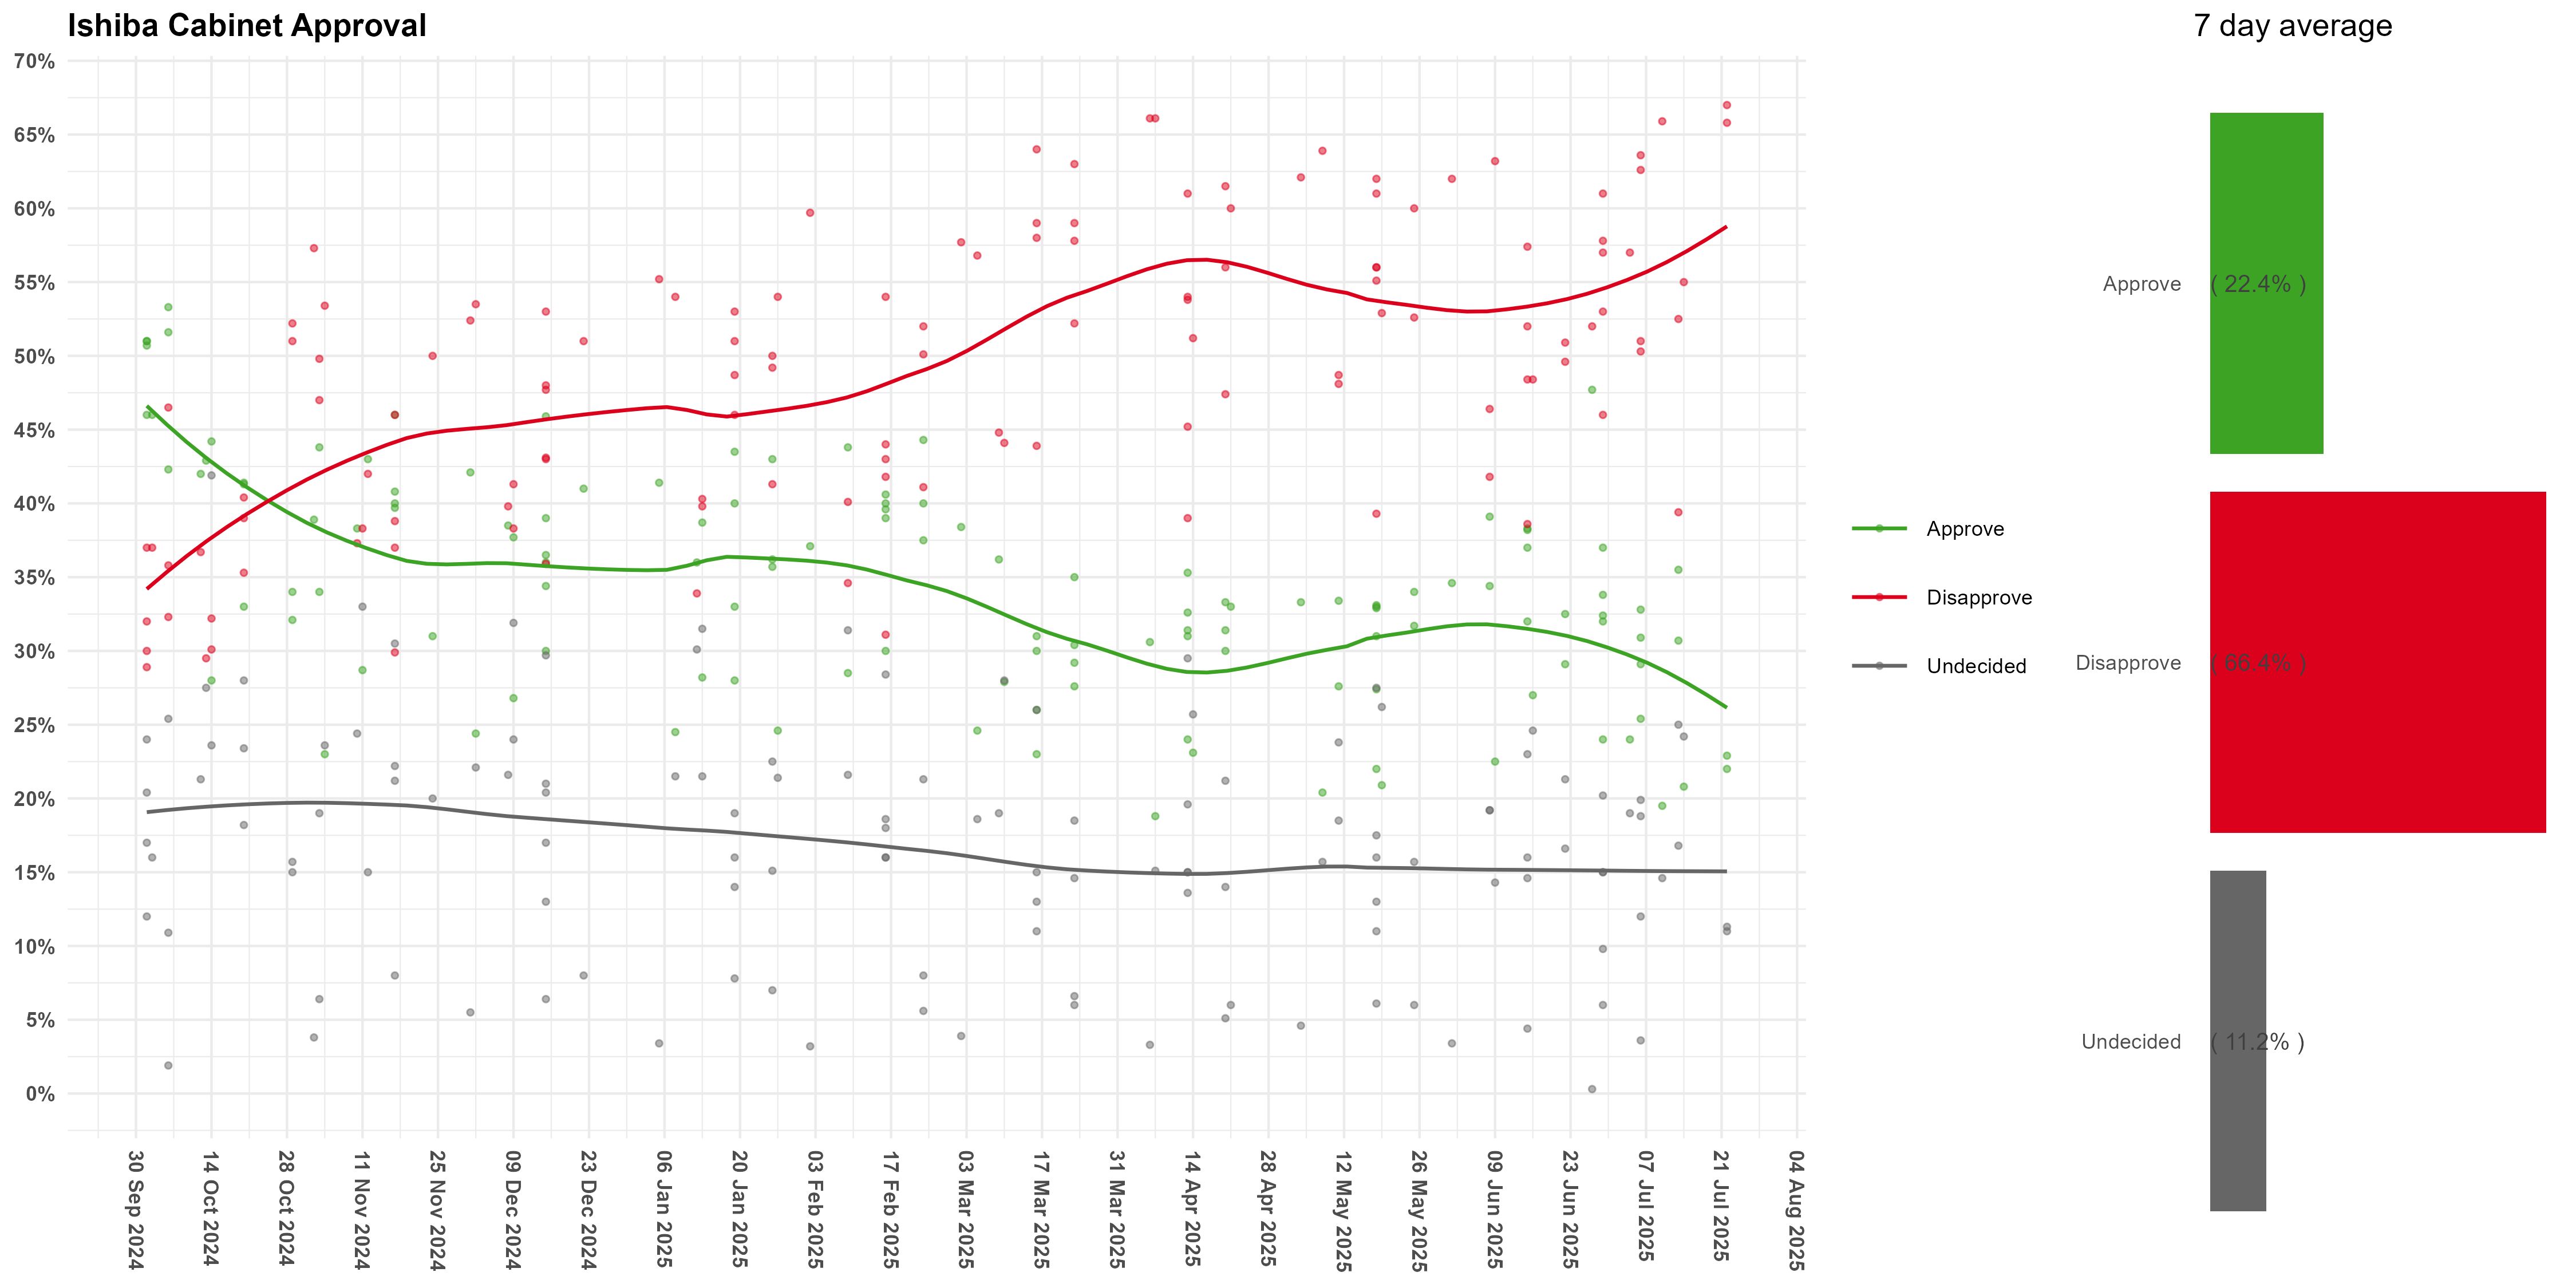 Ishiba Cabinet Approval
7 day average
70%
65%
60%
55%
50%
45%
40%
35%
30%
25%
20%
15%
10%
5%
0%
30 Sep 2024
14 Oct 2024
28 Oct 2024
11 Nov 2024
25 Nov 2024
09 Dec 2024
23 Dec 2024
06 Jan 2025
20 Jan 2025
03 Feb 2025
17 Feb 2025
03 Mar 2025
17 Mar 2025
31 Mar 2025
14 Apr 2025
28 Apr 2025
12 May 2025
26 May 2025
09 Jun 2025
23 Jun 2025
07 Jul 2025
21 Jul 2025
04 Aug 2025
Approve
Disapprove
Undecided
Approve ( 22.4% )
Disapprove ( 66.4% )
Undecided ( 11.2% )